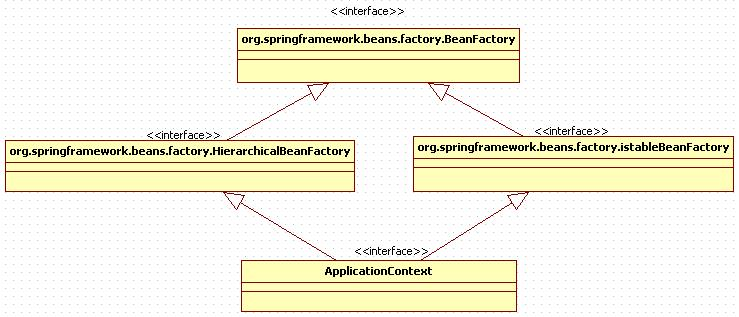 <<interface>>
org.springframework.beans.factory.BeanFactory
<<interface>>
org.springframework.beans.factory.HierarchicalBeanFactory
<<interface>>
org.springframework.beans.factory.istableBeanFactory
<<interface>>
ApplicationContext